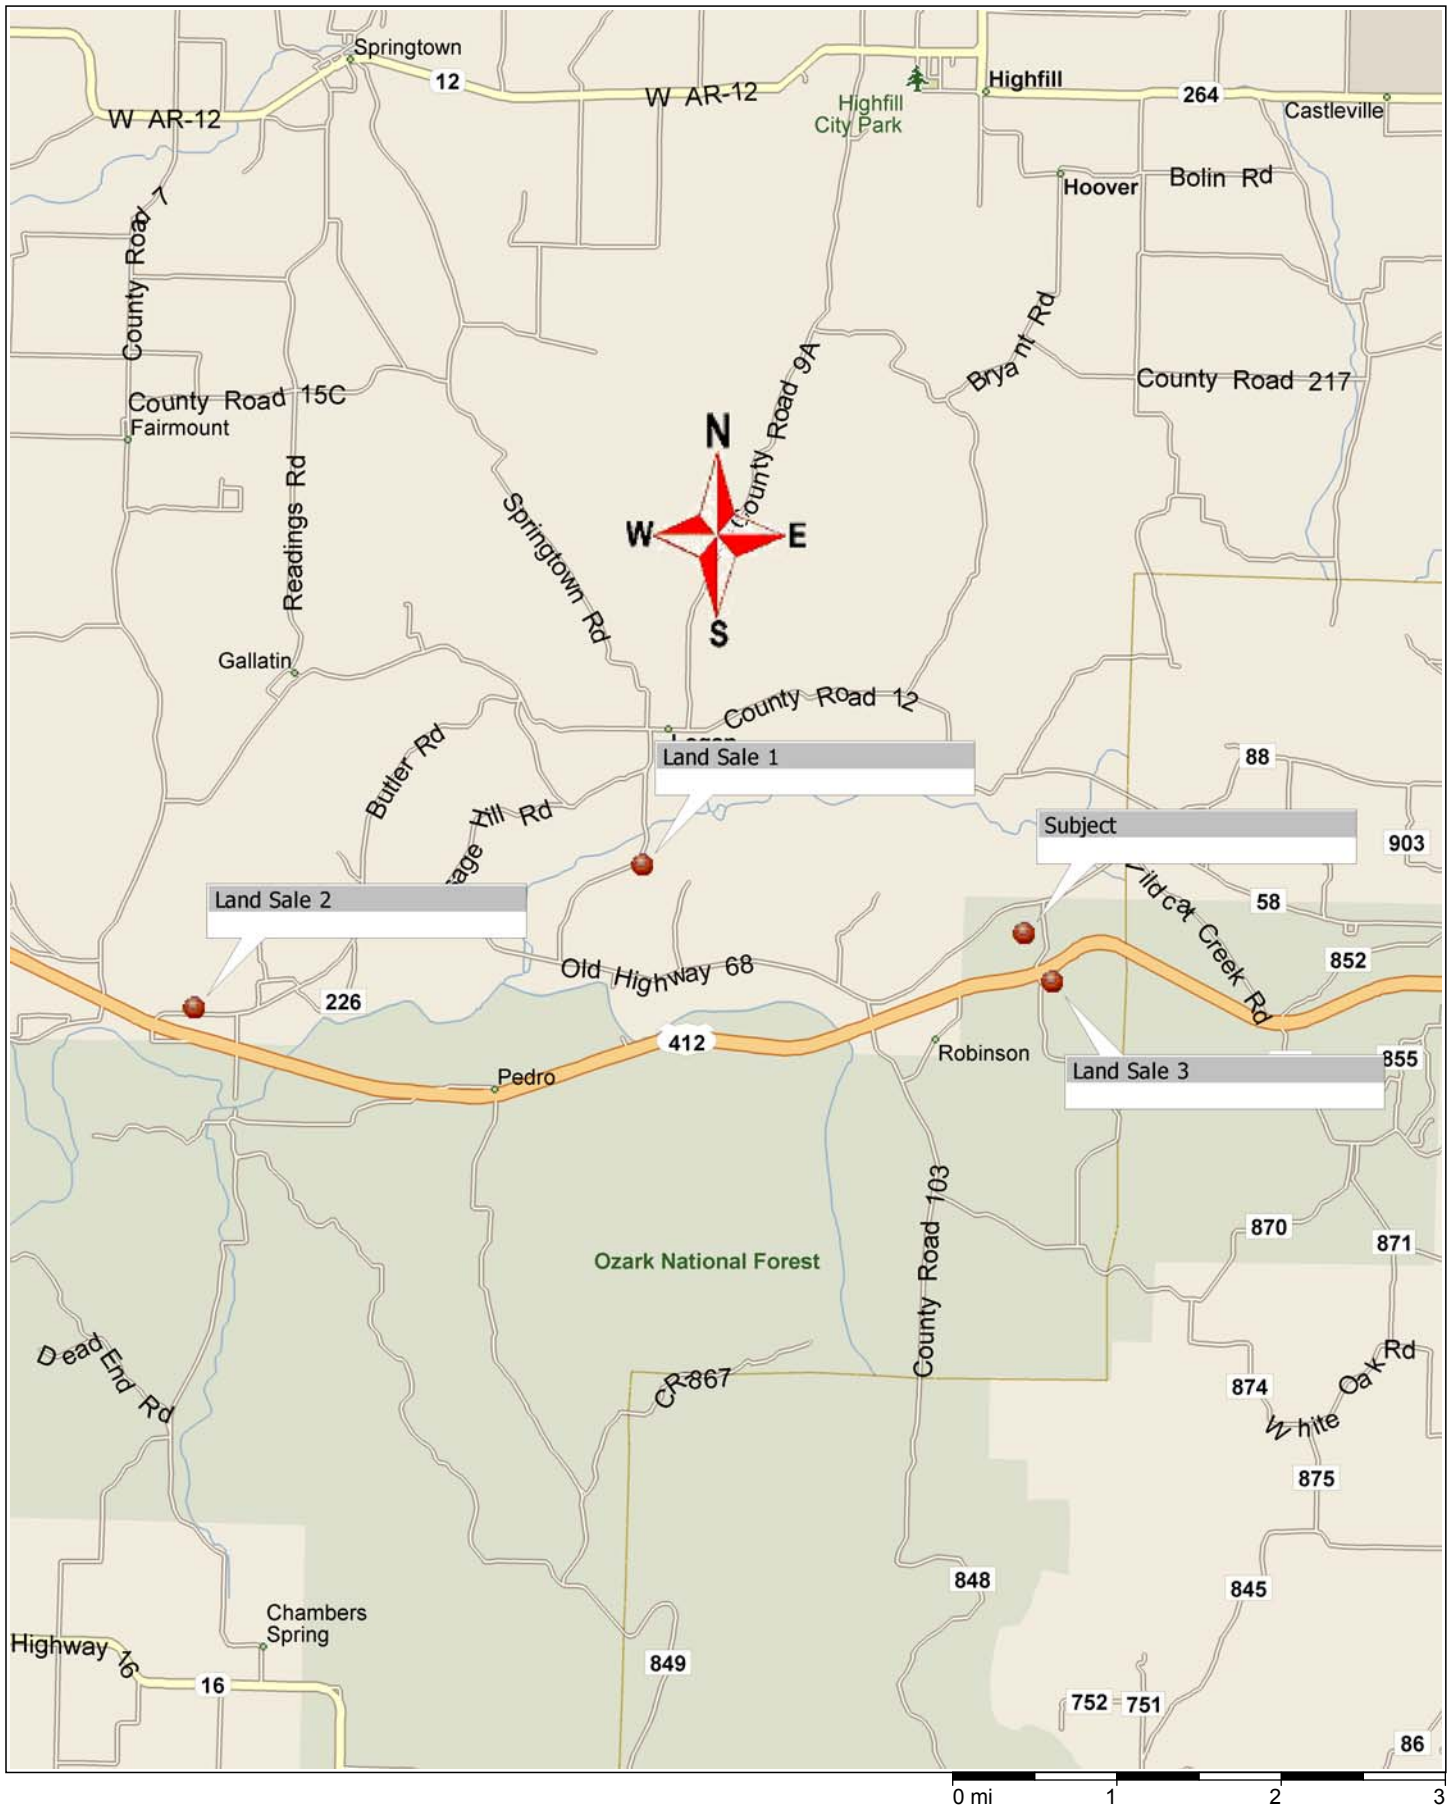 Springtown
12
W AR-12
W AR-12
Highfill
Highfill
City Park
264
Castleville
Bolin Rd
Hoover
County Road 7
Bryant Rd
County Road 9A
County Road 217
County Road 15C
Fairmount
N
W
E
S
Readings Rd
Springtown Rd
Gallatin
County Road 12
Butler Rd
Land Sale 1
88
Hill Rd
Subject
903
Land Sale 2
58
Wildcat Creek Rd
852
Old Highway 68
226
412
Robinson
855
Land Sale 3
Pedro
County Road 103
870
871
Ozark National Forest
Dead End Rd
CR-867
White Oak Rd
874
875
848
845
Chambers
Spring
Highway 16
16
849
752
751
86
0 mi
1
2
3